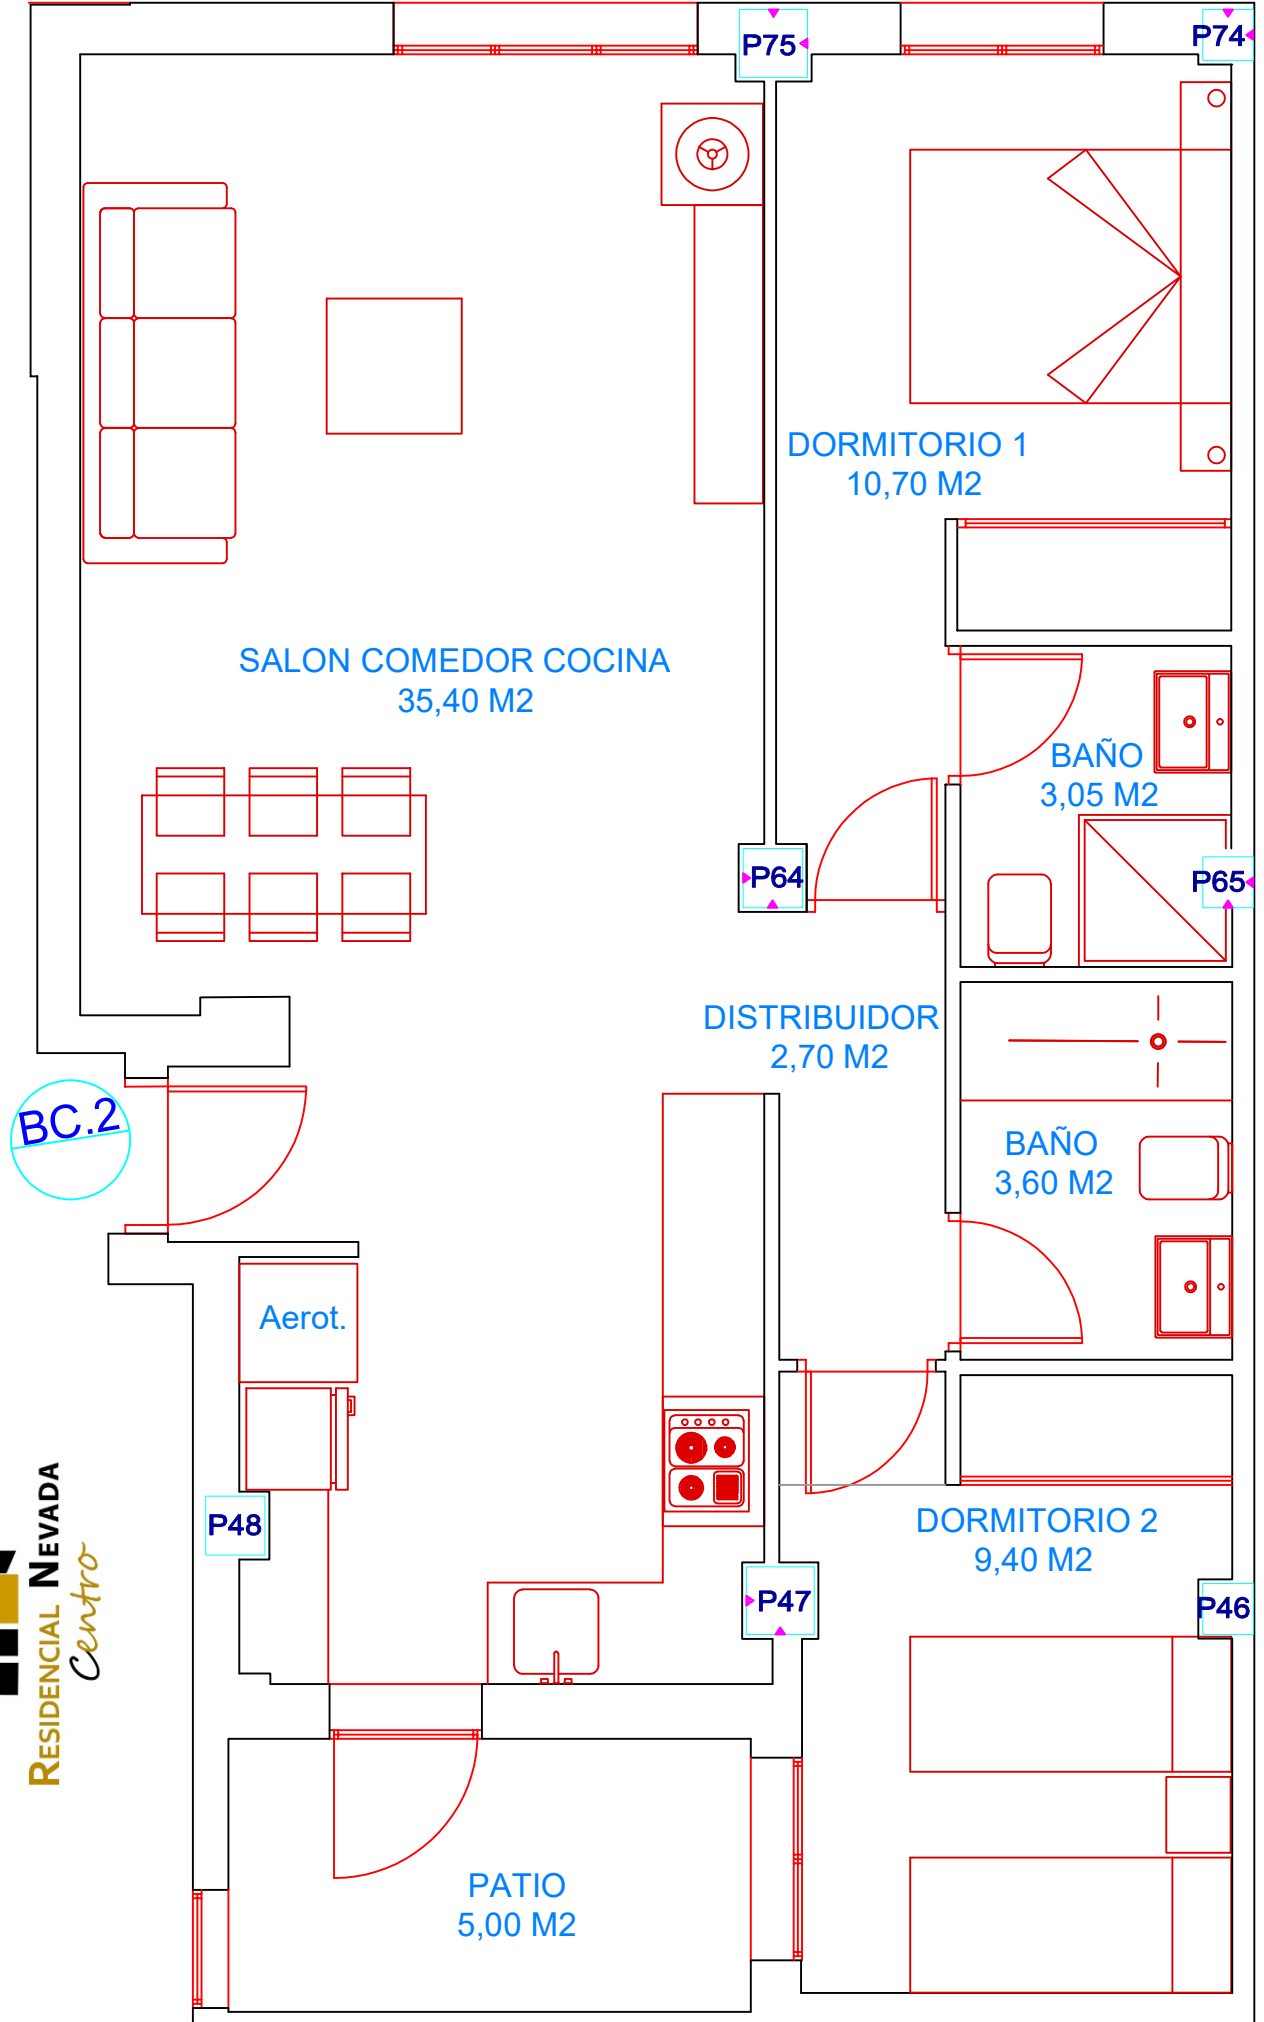 P75
P74
DORMITORIO 1
10,70 M2
SALON COMEDOR COCINA
35,40 M2
BAÑO
3,05 M2
P64
P65
DISTRIBUIDOR
2,70 M2
BC.2
BAÑO
3,60 M2
Aerot.
P48
DORMITORIO 2
9,40 M2
P47
P46
RESIDENCIAL NEVADA
Centro
PATIO
5,00 M2